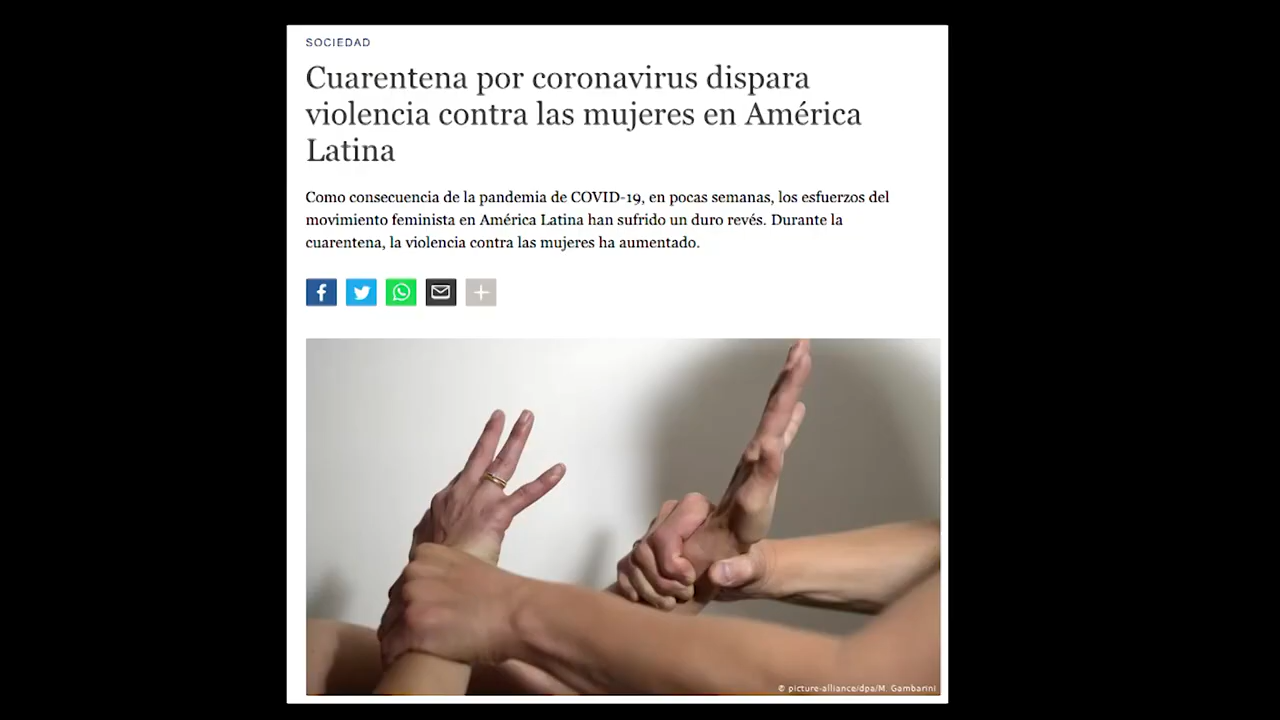 SOCIEDAD
Cuarentena por coronavirus dispara
violencia contra las mujeres en América
Latina
Como consecuencia de la pandemia de COVID-19, en pocas semanas, los esfuerzos del
movimiento feminista en América Latina han sufrido un duro revés. Durante la
cuarentena, la violencia contra las mujeres ha aumentado.
© picture-alliance/dpa/M. Gambarini